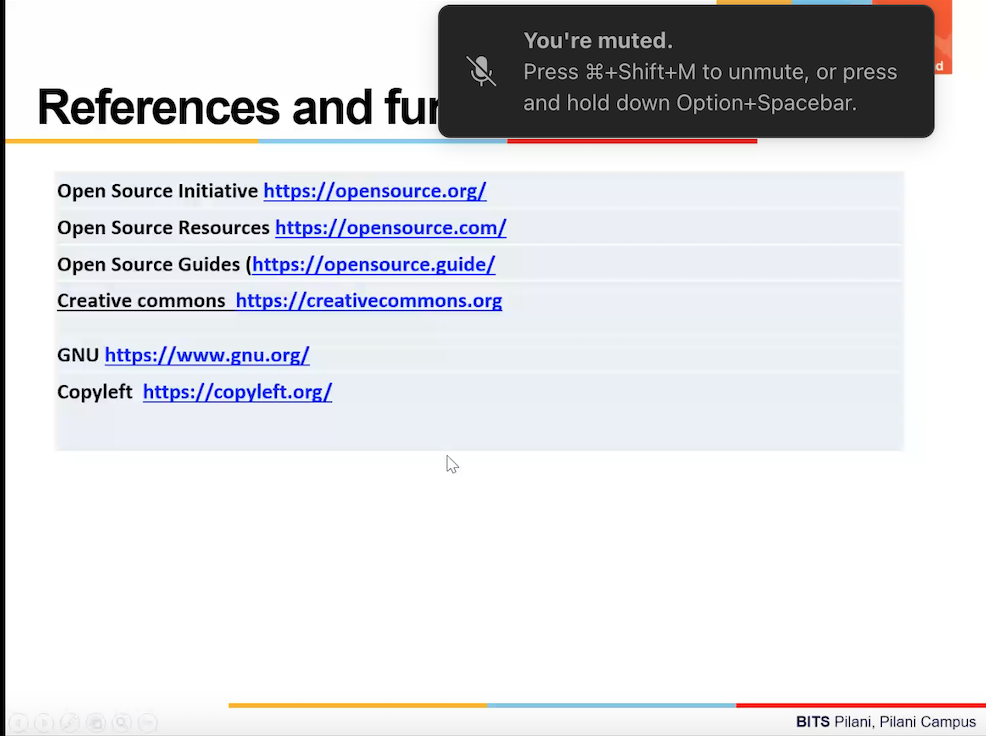 You're muted.
Press ⌘+Shift+M to unmute, or press
and hold down Option+Spacebar.
d
References and fur
Open Source Initiative https://opensource.org/
Open Source Resources https://opensource.com/
Open Source Guides (https://opensource.guide/
Creative commons  https://creativecommons.org
GNU https://www.gnu.org/
Copyleft  https://copyleft.org/
BITS Pilani, Pilani Campus